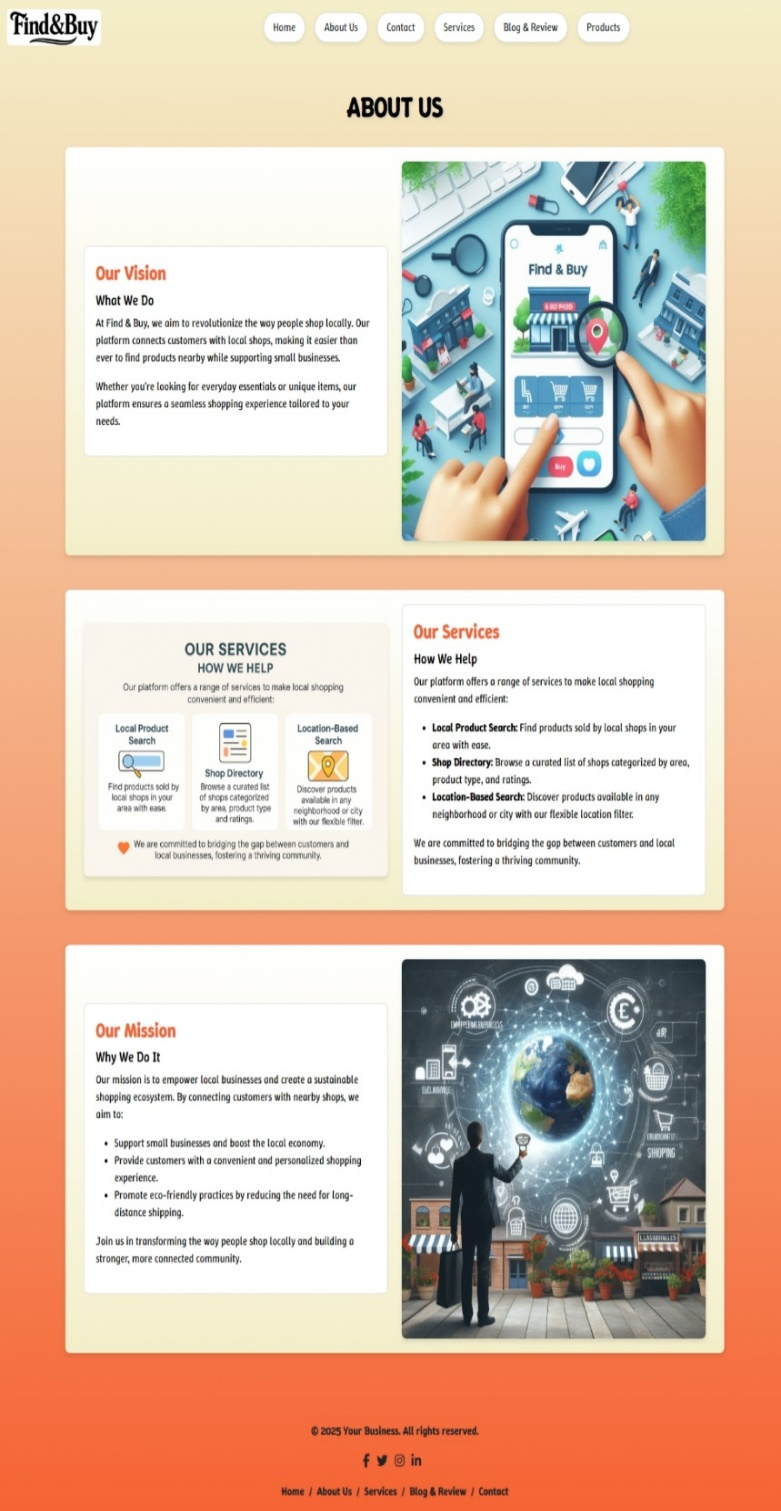 Find&Buy
Home
About Us
Contact
Services
Blog & Review
Products
ABOUT US
Our Vision
What We Do
At Find & Buy, we aim to revolutionize the way people shop locally. Our
platform connects customers with local shops, making it easier than
ever to find products nearby while supporting small businesses.
Whether you're looking for everyday essentials or unique items, our
platform ensures a seamless shopping experience tailored to your
needs.
Find & Buy
Buy
OUR SERVICES
HOW WE HELP
Our platform offers a range of services to make local shopping
convenient and efficient:
Local Product
Search
Find products sold by
local shops in your
area with ease.
Shop Directory
Browse a curated list
of shops categorized
by area, product type
and ratings.
Location-Based
Search
Discover products
available in any
neighborhood or city
with our flexible filter.
We are committed to bridging the gap between customers and
local businesses, fostering a thriving community.
Our Services
How We Help
Our platform offers a range of services to make local shopping
convenient and efficient:
• Local Product Search: Find products sold by local shops in your
area with ease.
• Shop Directory: Browse a curated list of shops categorized by area,
product type, and ratings.
• Location-Based Search: Discover products available in any
neighborhood or city with our flexible location filter.
We are committed to bridging the gap between customers and local
businesses, fostering a thriving community.
Our Mission
Why We Do It
Our mission is to empower local businesses and create a sustainable
shopping ecosystem. By connecting customers with nearby shops, we
aim to:
• Support small businesses and boost the local economy.
• Provide customers with a convenient and personalized shopping
experience.
• Promote eco-friendly practices by reducing the need for long-
distance shipping.
Join us in transforming the way people shop locally and building a
stronger, more connected community.
© 2025 Your Business. All rights reserved.
Home / About Us / Services / Blog & Review / Contact